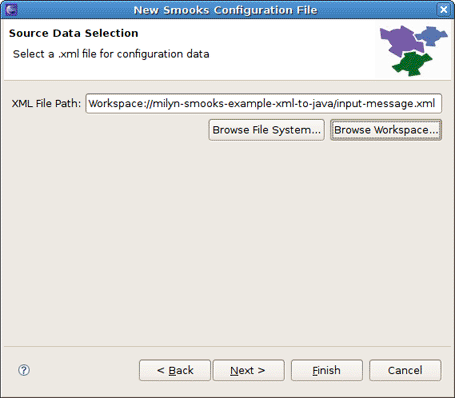 New Smooks Configuration File
Source Data Selection
Select a .xml file for configuration data
XML File Path: Workspace://milyn-smooks-example-xml-to-java/input-message.xml
Browse File System... Browse Workspace...
? < Back Next > Finish Cancel